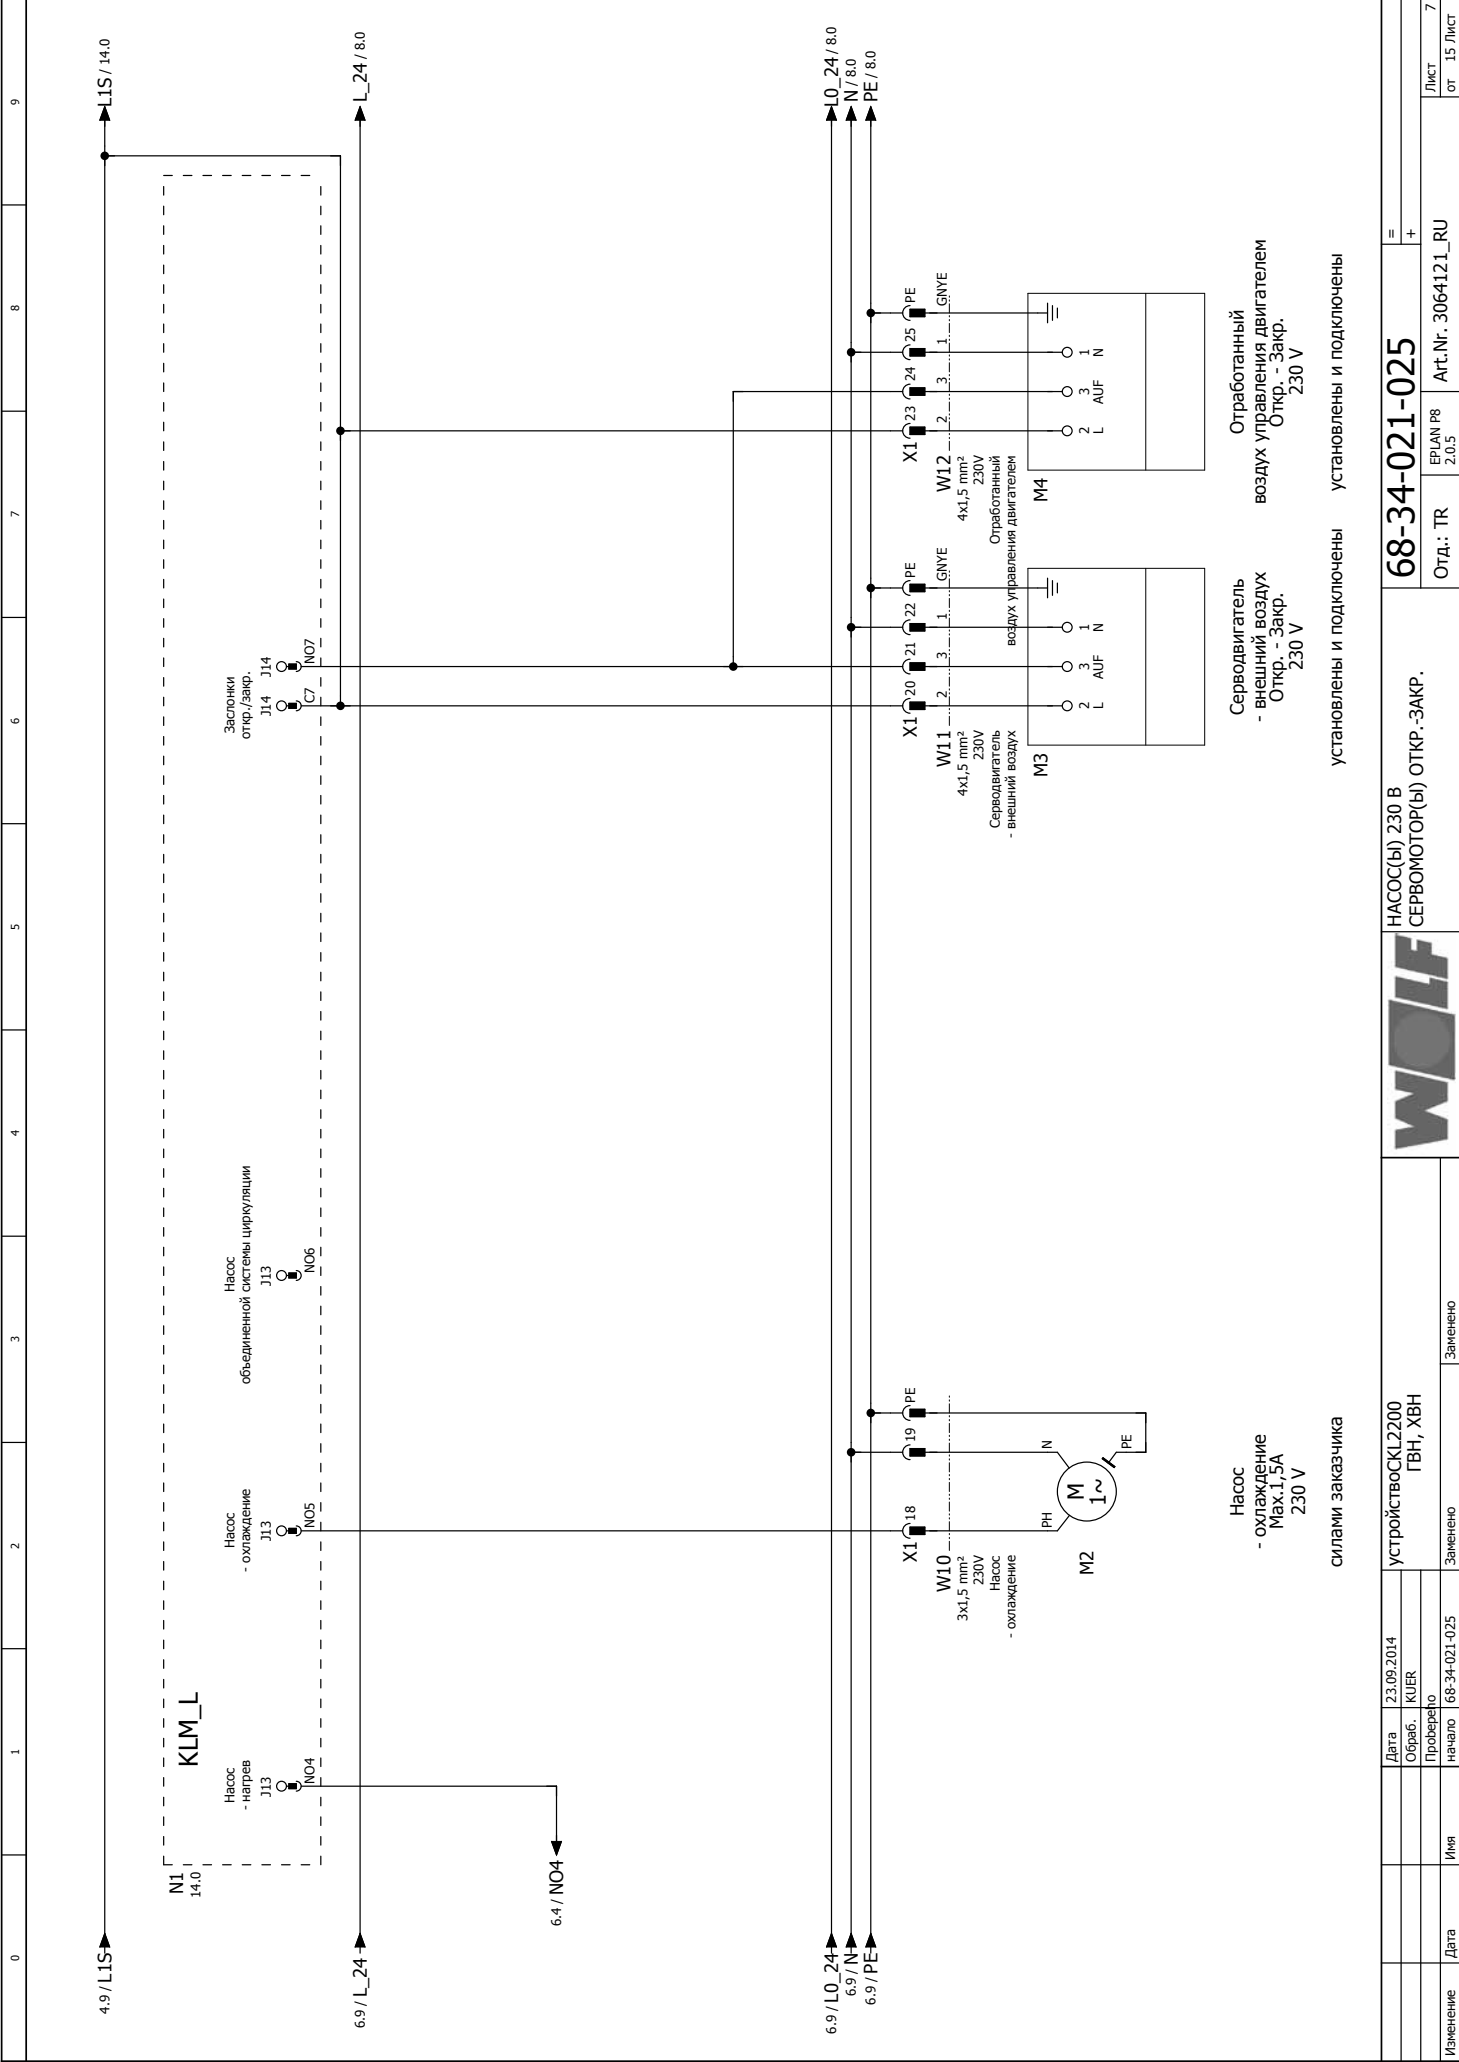 0
1
2
3
4
5
6
7
8
9
4.9 / L1S
L1S / 14.0
N1
14.0
KLM_L
Насос
- нагрев
J13
NO4
Насос
- охлаждение
J13
NO5
Насос
объединенной системы циркуляции
J13
NO6
Заслонки
откр./закр.
J14
C7
J14
NO7
6.9 / L_24
L_24 / 8.0
6.4 / NO4
6.9 / L0_24
L0_24 / 8.0
6.9 / N
N / 8.0
6.9 / PE
PE / 8.0
X1
18
19
PE
W10
3x1,5 mm²
230V
Насос
- охлаждение
PH
N
PE
M
1~
M2
X1
20
21
22
PE
W11
2
3
1
GNYE
4x1,5 mm²
230V
Серводвигатель
- внешний воздух
M3
2
L
3
AUF
1
N
X1
23
24
25
PE
W12
2
3
1
GNYE
4x1,5 mm²
230V
Отработанный
воздух управления двигателем
M4
2
L
3
AUF
1
N
Насос
- охлаждение
Max.1,5A
230 V
силами заказчика
Серводвигатель
- внешний воздух
Откр. - Закр.
230 V
установлены и подключены
Отработанный
воздух управления двигателем
Откр. - Закр.
230 V
установлены и подключены
Изменение
Дата
Имя
Дата
23.09.2014
Обраб.
KUER
Проверено
начало
68-34-021-025
устройствоCKL2200
ГВН, ХВН
Заменено
Заменено
WOLF
НАСОС(Ы) 230 В
СЕРВОМОТОР(Ы) ОТКР.-ЗАКР.
68-34-021-025
Отд.: TR
EPLAN P8
2.0.5
Art.Nr. 3064121_RU
=
+
Лист
7
от
15 Лист